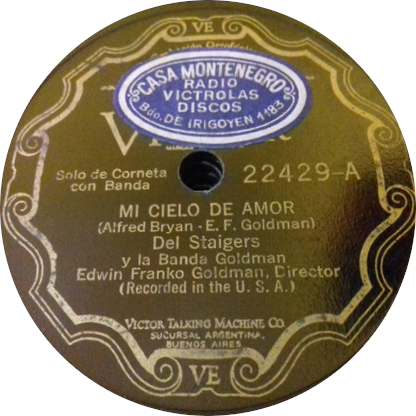 VE
CASA MONTENEGRO
RADIO
VICTROLAS
DISCOS
Bdo. DE IRIGOYEN 1183
Solo de Corneta
con Banda
22429-A
MI CIELO DE AMOR
(Alfred Bryan - E. F. Goldman)
Del Staigers
y la Banda Goldman
Edwin Franko Goldman, Director
(Recorded in the U. S. A.)
VICTOR TALKING MACHINE CO.
SUCURSAL ARGENTINA,
BUENOS AIRES
VE